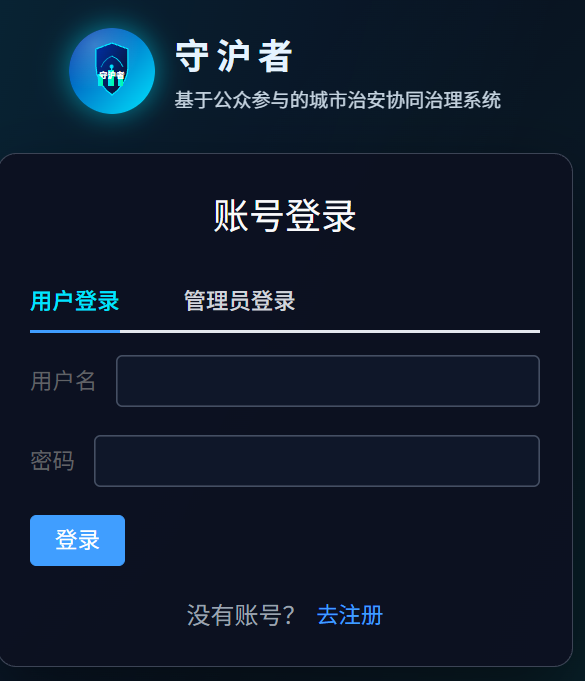 守护者
守沪者
基于公众参与的城市治安协同治理系统
账号登录
用户登录 管理员登录
用户名
密码
登录
没有账号？ 去注册